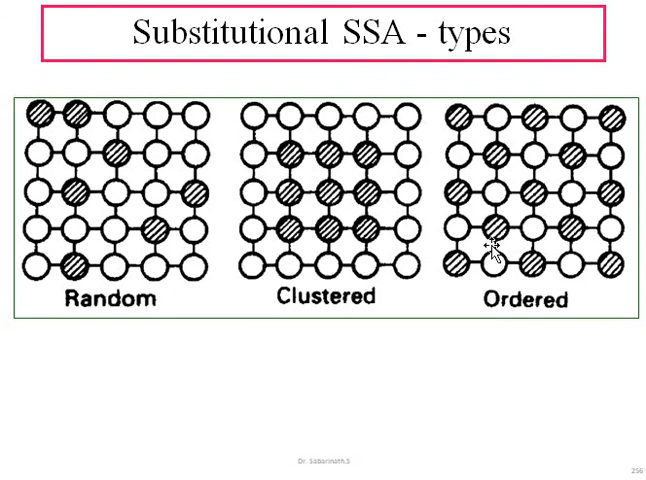 Substitutional SSA - types
Random
Clustered
Ordered
Dr. Sabarinath.S
256